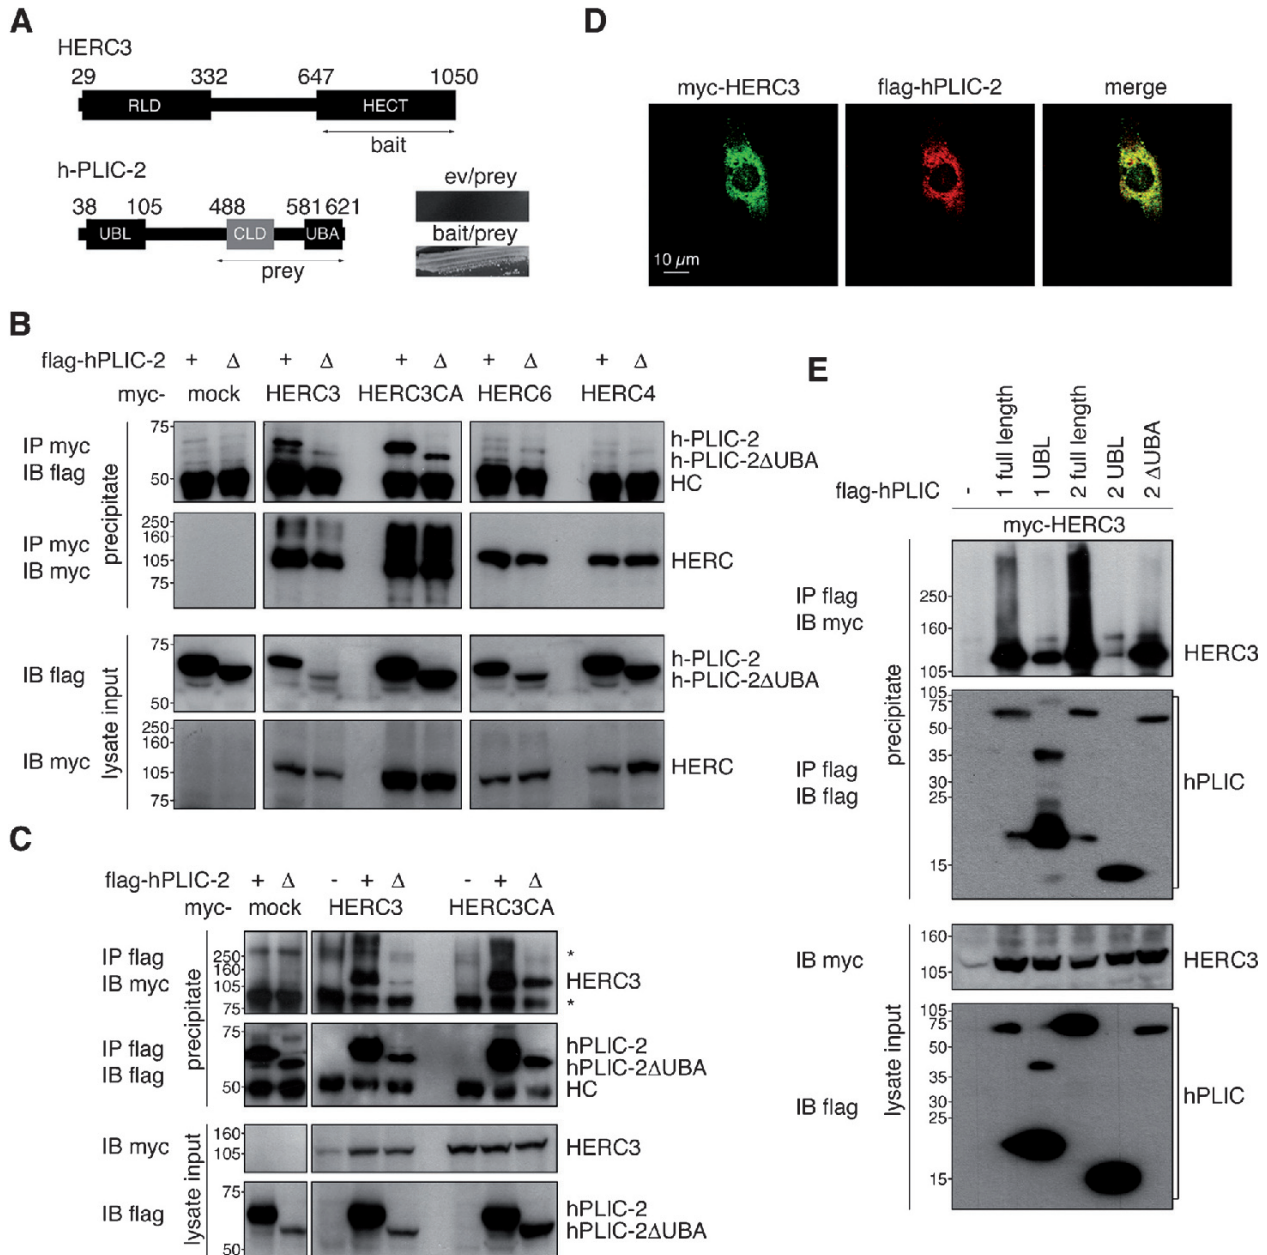 A
HERC3
29 332 647 1050
RLD HECT
bait
h-PLIC-2
38 105 488 581 621
UBL CLD UBA
prey
ev/prey
bait/prey
D
myc-HERC3 flag-hPLIC-2 merge
10 µm
B
flag-hPLIC-2 + Δ + Δ + Δ + Δ + Δ
myc- mock HERC3 HERC3CA HERC6 HERC4
precipitate
IP myc
IB flag
75-
50-
h-PLIC-2
h-PLIC-2ΔUBA
HC
IP myc
IB myc
250-
160-
105-
75-
HERC
lysate input
IB flag
75-
50-
h-PLIC-2
h-PLIC-2ΔUBA
IB myc
250-
160-
105-
75-
HERC
C
flag-hPLIC-2 + Δ - + Δ - + Δ
myc- mock HERC3 HERC3CA
precipitate
IP flag
IB myc
250-
160-
105-
75-
*
HERC3
*
IP flag
IB flag
75-
50-
hPLIC-2
hPLIC-2ΔUBA
HC
lysate input
IB myc
160-
105-
HERC3
IB flag
75-
50-
hPLIC-2
hPLIC-2ΔUBA
E
flag-hPLIC - 1 full length 1 UBL 2 full length 2 UBL 2 ΔUBA
myc-HERC3
precipitate
IP flag
IB myc
250-
160-
105-
HERC3
IP flag
IB flag
105-
75-
50-
35-
30-
25-
15-
hPLIC
lysate input
IB myc
160-
105-
HERC3
IB flag
105-
75-
50-
35-
30-
25-
15-
hPLIC